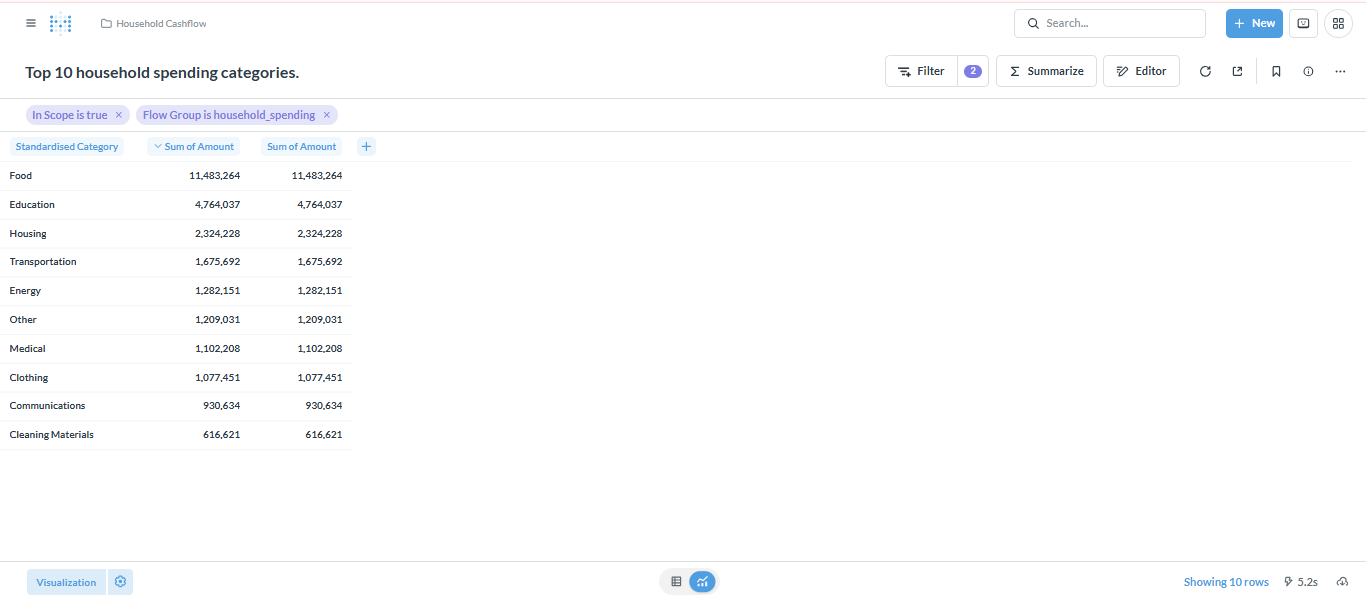 Household Cashflow
Search...
+ New
Top 10 household spending categories.
Filter 2
Σ Summarize
Editor
In Scope is true ×
Flow Group is household_spending ×
Standardised Category Sum of Amount Sum of Amount +
Food 11,483,264 11,483,264
Education 4,764,037 4,764,037
Housing 2,324,228 2,324,228
Transportation 1,675,692 1,675,692
Energy 1,282,151 1,282,151
Other 1,209,031 1,209,031
Medical 1,102,208 1,102,208
Clothing 1,077,451 1,077,451
Communications 930,634 930,634
Cleaning Materials 616,621 616,621
Visualization
Showing 10 rows
5.2s